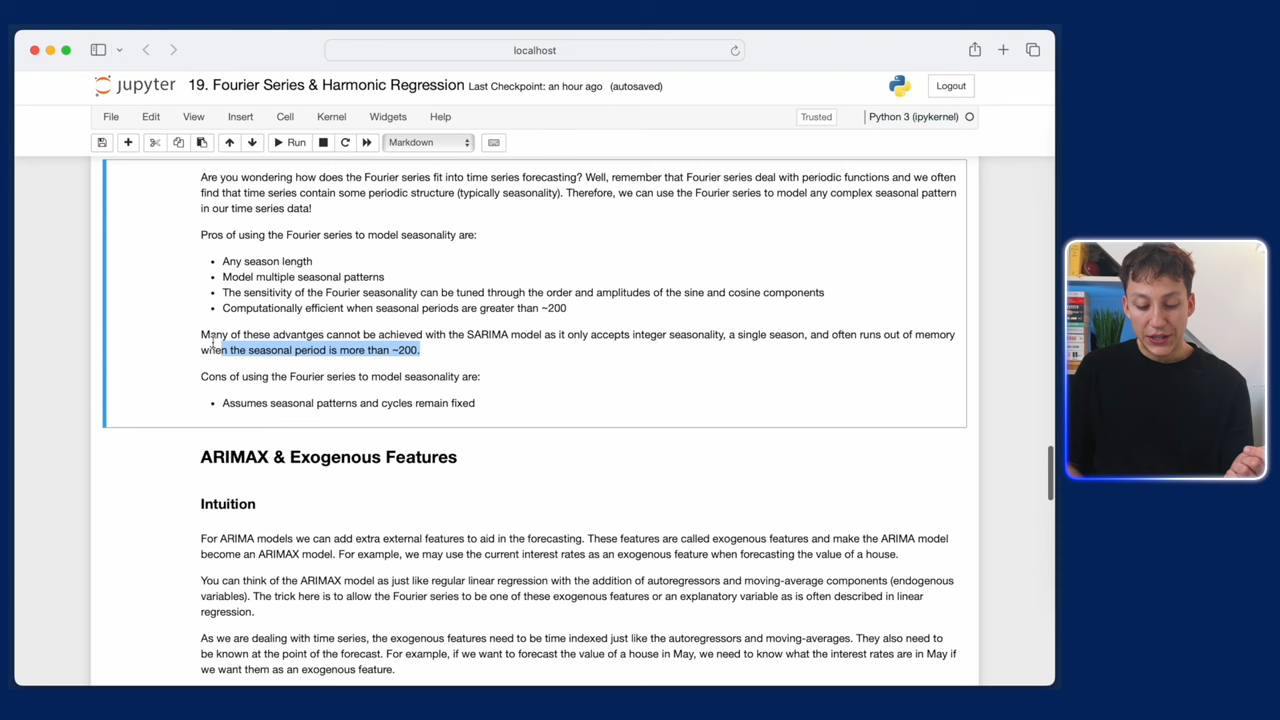 localhost
jupyter 19. Fourier Series & Harmonic Regression Last Checkpoint: an hour ago (autosaved)
Logout
File Edit View Insert Cell Kernel Widgets Help
Trusted Python 3 (ipykernel)
Run Markdown
Are you wondering how does the Fourier series fit into time series forecasting? Well, remember that Fourier series deal with periodic functions and we often
find that time series contain some periodic structure (typically seasonality). Therefore, we can use the Fourier series to model any complex seasonal pattern
in our time series data!
Pros of using the Fourier series to model seasonality are:
• Any season length
• Model multiple seasonal patterns
• The sensitivity of the Fourier seasonality can be tuned through the order and amplitudes of the sine and cosine components
• Computationally efficient when seasonal periods are greater than ~200
Many of these advantges cannot be achieved with the SARIMA model as it only accepts integer seasonality, a single season, and often runs out of memory
when the seasonal period is more than ~200.
Cons of using the Fourier series to model seasonality are:
• Assumes seasonal patterns and cycles remain fixed
ARIMAX & Exogenous Features
Intuition
For ARIMA models we can add extra external features to aid in the forecasting. These features are called exogenous features and make the ARIMA model
become an ARIMAX model. For example, we may use the current interest rates as an exogenous feature when forecasting the value of a house.
You can think of the ARIMAX model as just like regular linear regression with the addition of autoregressors and moving-average components (endogenous
variables). The trick here is to allow the Fourier series to be one of these exogenous features or an explanatory variable as is often described in linear
regression.
As we are dealing with time series, the exogenous features need to be time indexed just like the autoregressors and moving-averages. They also need to
be known at the point of the forecast. For example, if we want to forecast the value of a house in May, we need to know what the interest rates are in May if
we want them as an exogenous feature.